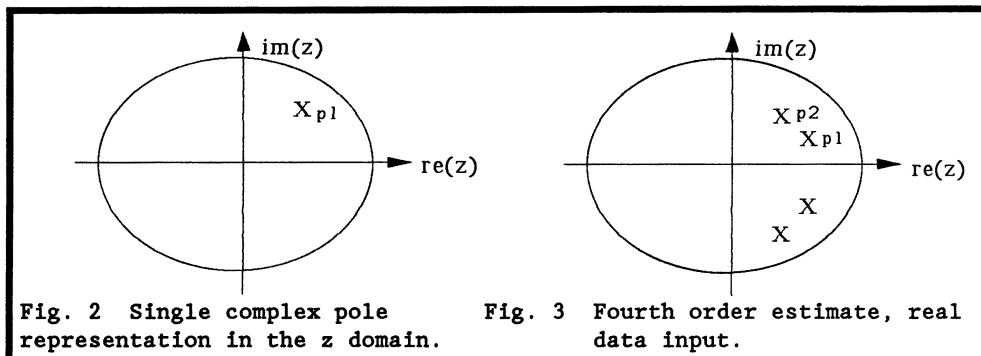 im(z)
X p1
re(z)
Fig. 2 Single complex pole
representation in the z domain.
im(z)
X p2
X p1
re(z)
X
X
Fig. 3 Fourth order estimate, real
data input.